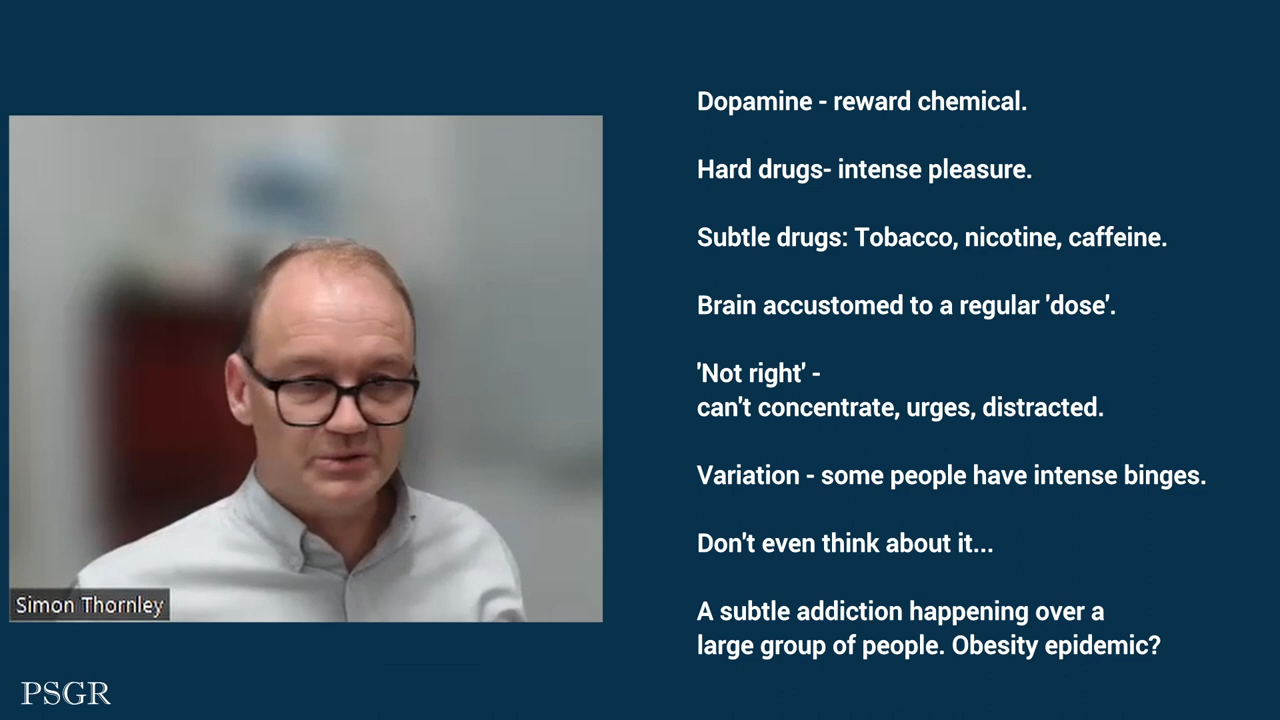 Dopamine - reward chemical.
Hard drugs- intense pleasure.
Subtle drugs: Tobacco, nicotine, caffeine.
Brain accustomed to a regular 'dose'.
'Not right' -
can't concentrate, urges, distracted.
Variation - some people have intense binges.
Don't even think about it...
A subtle addiction happening over a
large group of people. Obesity epidemic?
Simon Thornley
PSGR